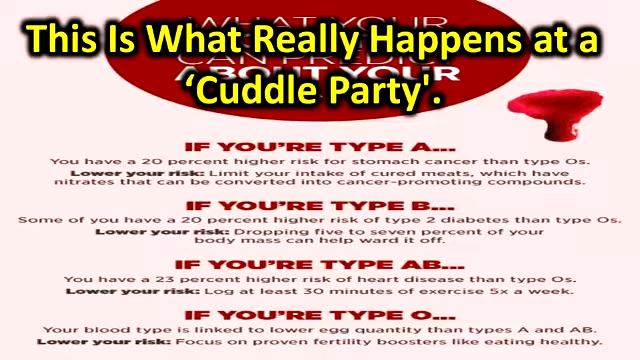 WHAT YOUR
This Is What Really Happens at a
CAN PREDICT
ABOUT YOUR
‘Cuddle Party'.
IF YOU'RE TYPE A...
You have a 20 percent higher risk for stomach cancer than type Os.
Lower your risk: Limit your intake of cured meats, which have
nitrates that can be converted into cancer-promoting compounds.
IF YOU'RE TYPE B...
Some of you have a 20 percent higher risk of type 2 diabetes than type Os.
Lower your risk: Dropping five to seven percent of your
body mass can help ward it off.
IF YOU'RE TYPE AB...
You have a 23 percent higher risk of heart disease than type Os.
Lower your risk: Log at least 30 minutes of exercise 5x a week.
IF YOU'RE TYPE O...
Your blood type is linked to lower egg quantity than types A and AB.
Lower your risk: Focus on proven fertility boosters like eating healthy.